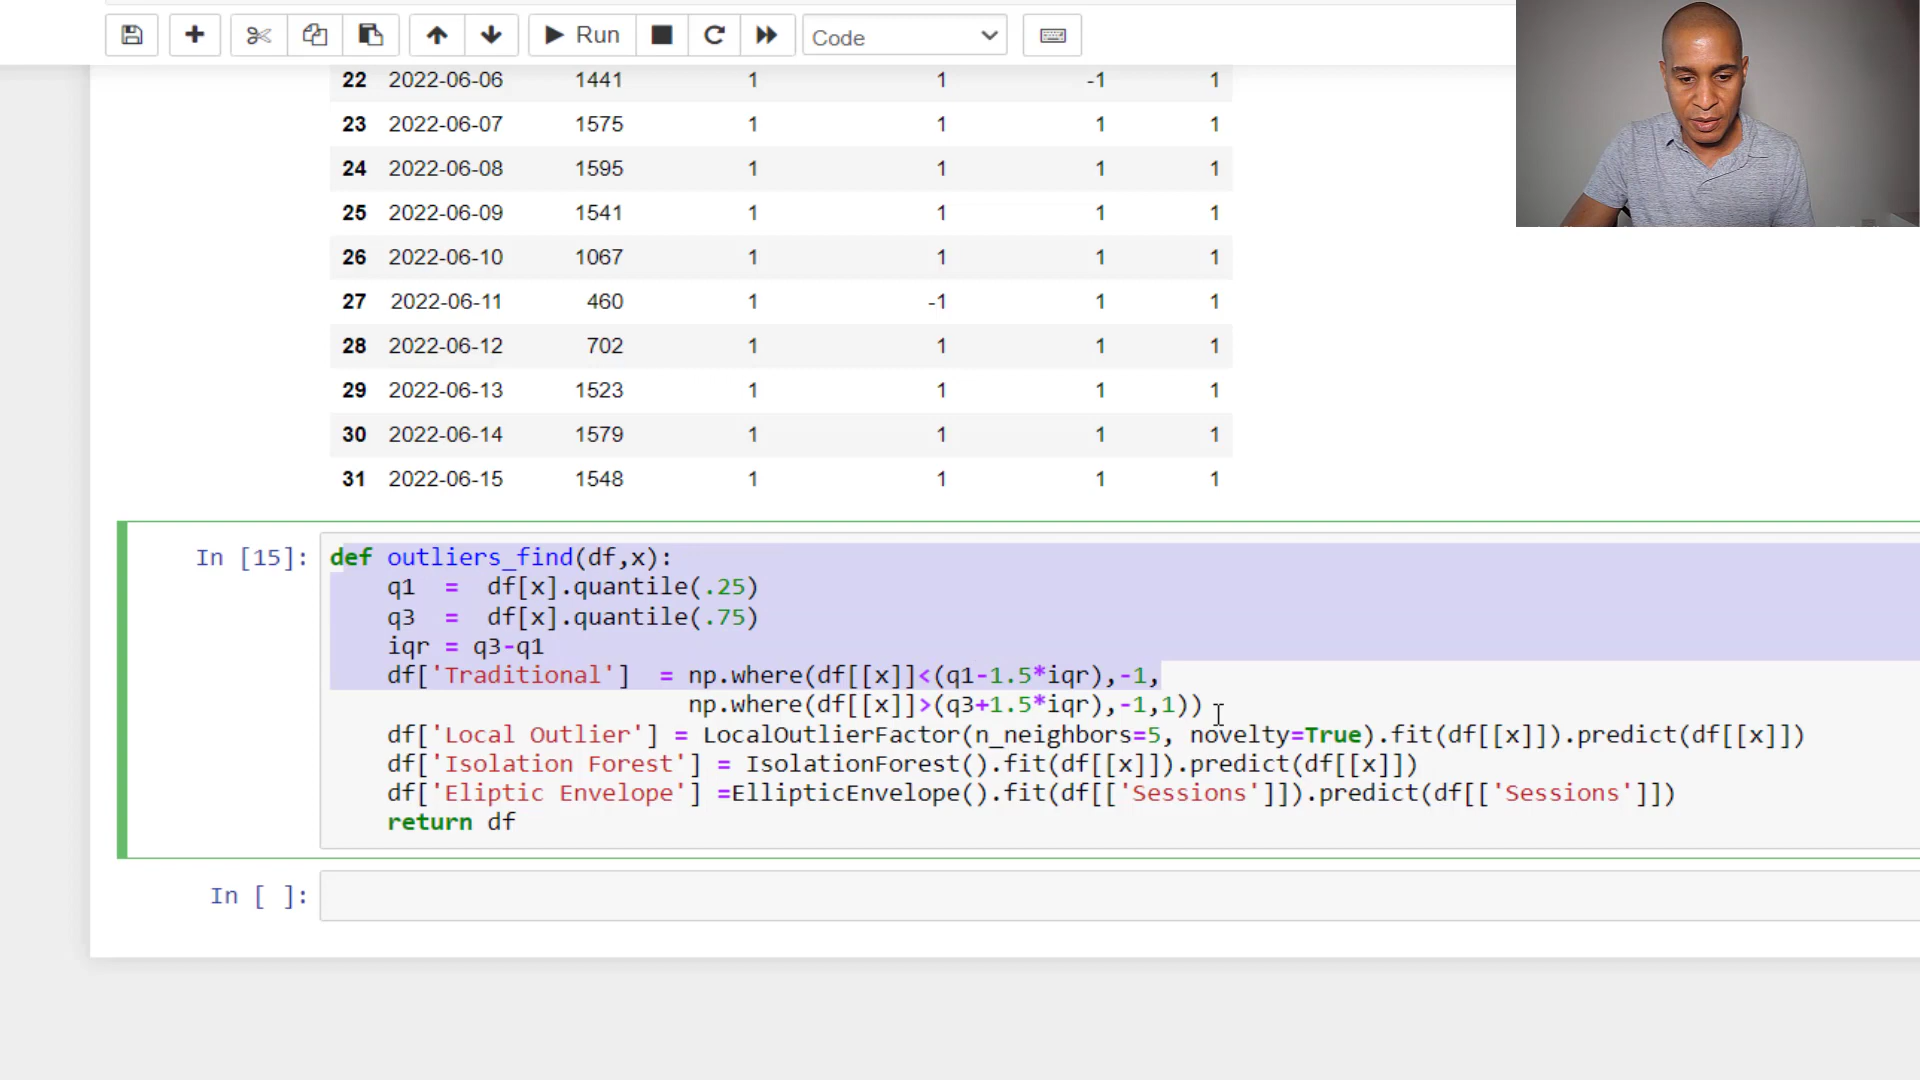 Run
Code
22 2022-06-06 1441 1 1 -1 1
23 2022-06-07 1575 1 1 1 1
24 2022-06-08 1595 1 1 1 1
25 2022-06-09 1541 1 1 1 1
26 2022-06-10 1067 1 1 1 1
27 2022-06-11 460 1 -1 1 1
28 2022-06-12 702 1 1 1 1
29 2022-06-13 1523 1 1 1 1
30 2022-06-14 1579 1 1 1 1
31 2022-06-15 1548 1 1 1 1
In [15]: def outliers_find(df,x):
q1 = df[x].quantile(.25)
q3 = df[x].quantile(.75)
iqr = q3-q1
df['Traditional'] = np.where(df[[x]]<(q1-1.5*iqr),-1,
np.where(df[[x]]>(q3+1.5*iqr),-1,1))
df['Local Outlier'] = LocalOutlierFactor(n_neighbors=5, novelty=True).fit(df[[x]]).predict(df[[x]])
df['Isolation Forest'] = IsolationForest().fit(df[[x]]).predict(df[[x]])
df['Eliptic Envelope'] =EllipticEnvelope().fit(df[['Sessions']]).predict(df[['Sessions']])
return df
In [ ]: